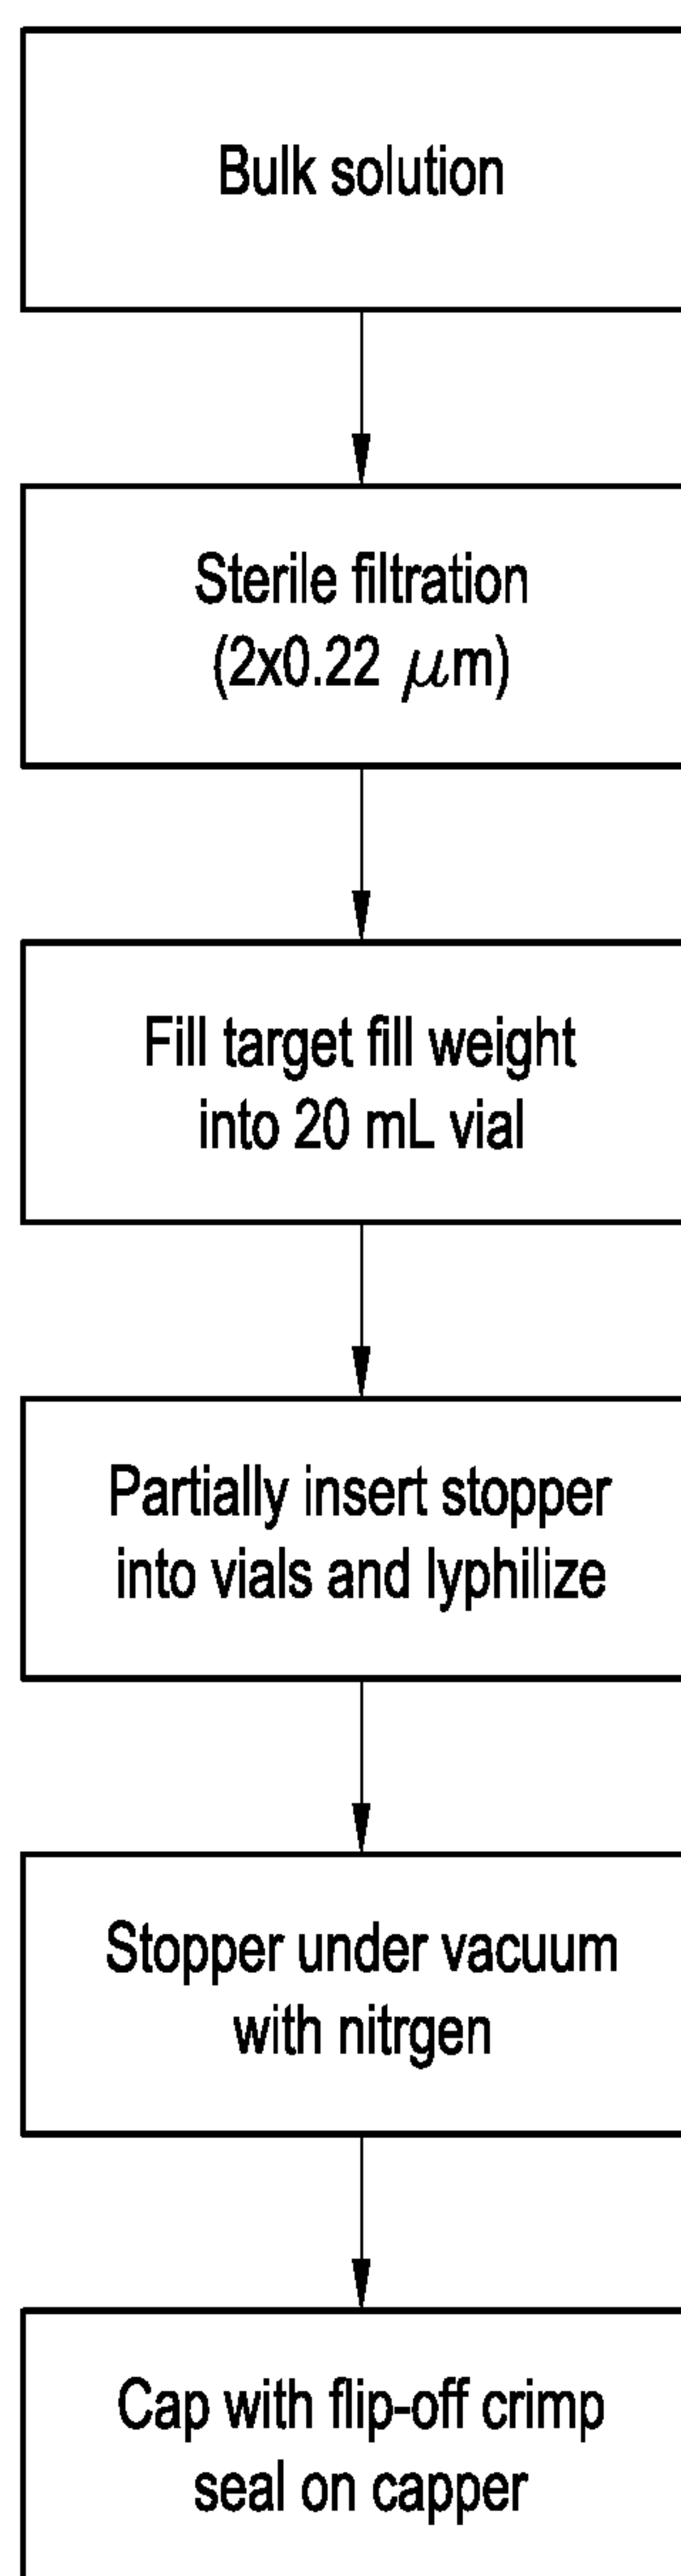 Bulk solution
Sterile filtration
(2x0.22 μm)
Fill target fill weight
into 20 mL vial
Partially insert stopper
into vials and lyphilize
Stopper under vacuum
with nitrgen
Cap with flip-off crimp
seal on capper